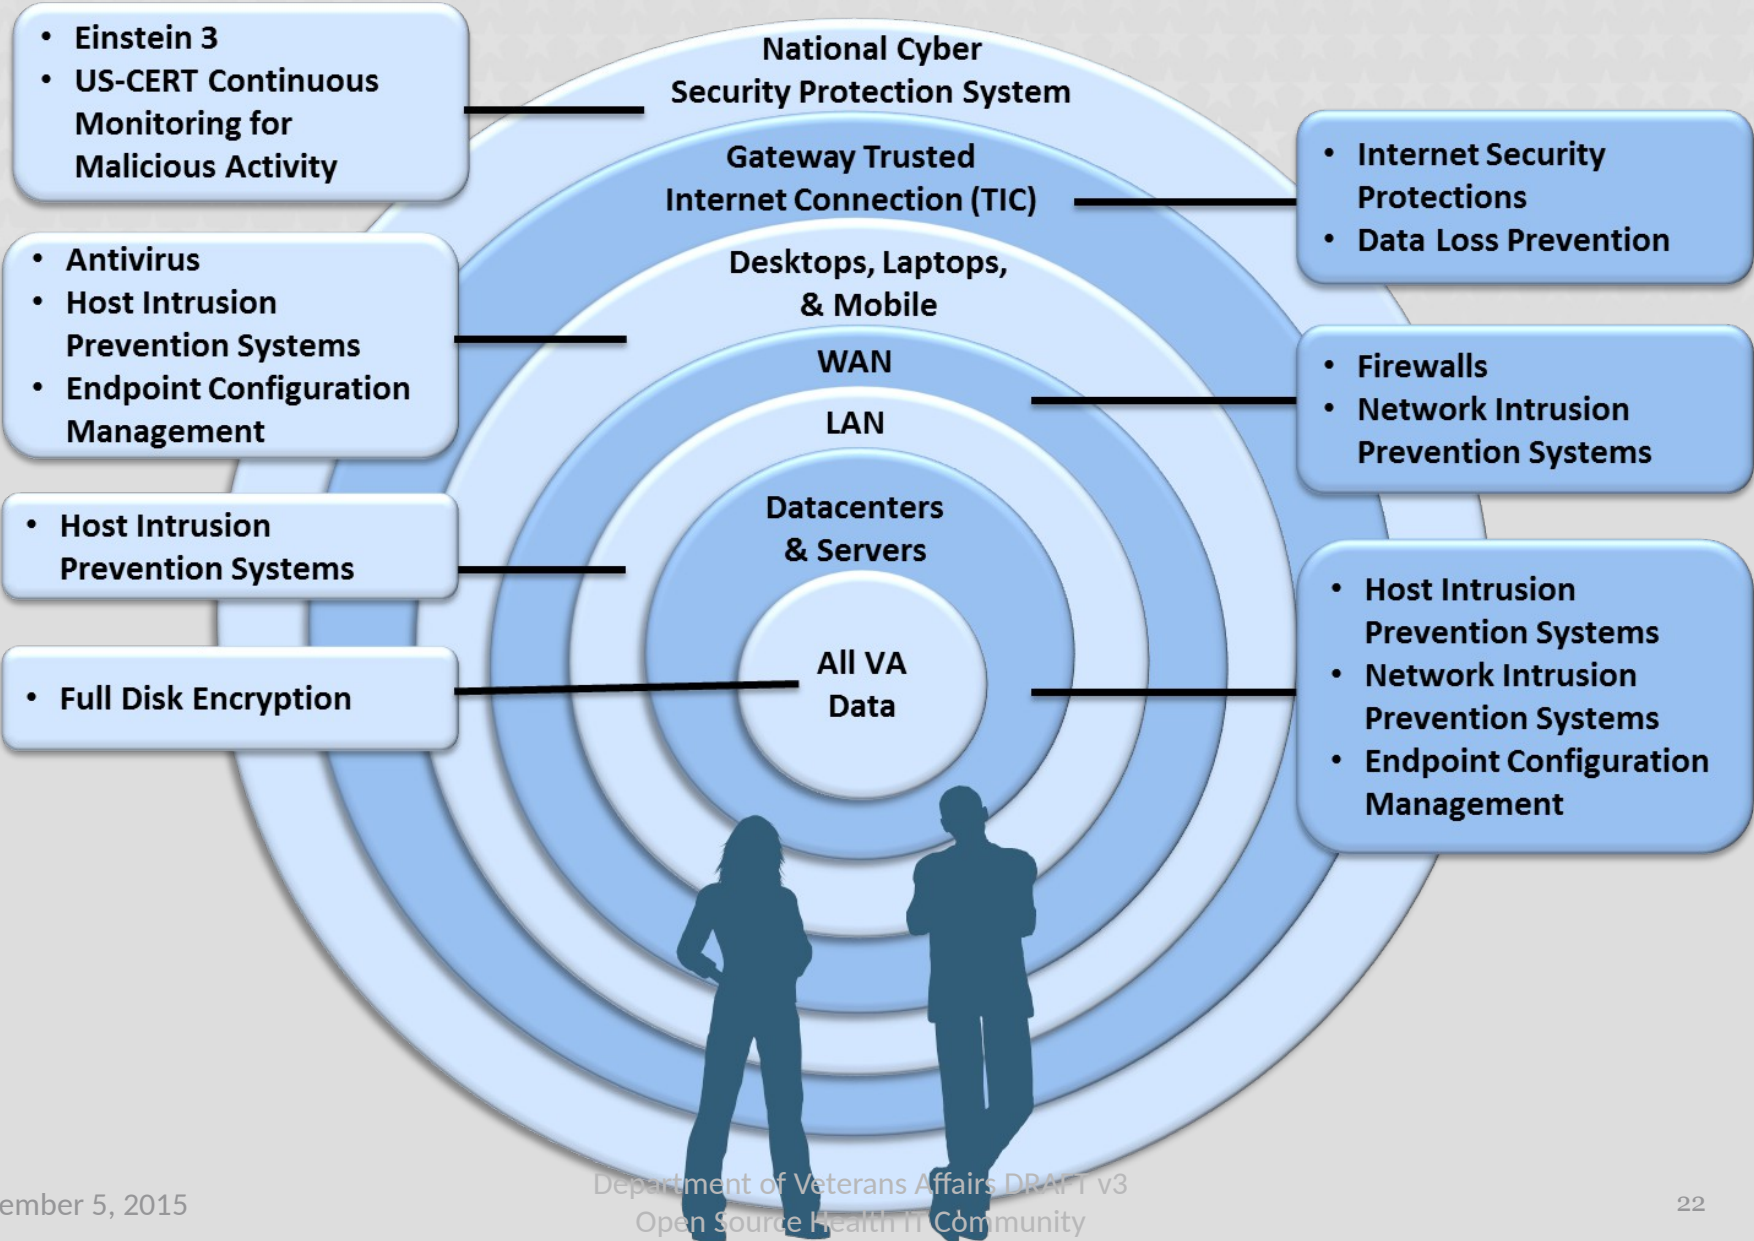 • Einstein 3
• US-CERT Continuous
Monitoring for
Malicious Activity
National Cyber
Security Protection System
Gateway Trusted
Internet Connection (TIC)
• Internet Security
Protections
• Data Loss Prevention
• Antivirus
• Host Intrusion
Prevention Systems
• Endpoint Configuration
Management
Desktops, Laptops,
& Mobile
WAN
LAN
• Firewalls
• Network Intrusion
Prevention Systems
• Host Intrusion
Prevention Systems
Datacenters
& Servers
• Full Disk Encryption
All VA
Data
• Host Intrusion
Prevention Systems
• Network Intrusion
Prevention Systems
• Endpoint Configuration
Management
ember 5, 2015
Department of Veterans Affairs DRAFT v3
Open Source Health IT Community
22